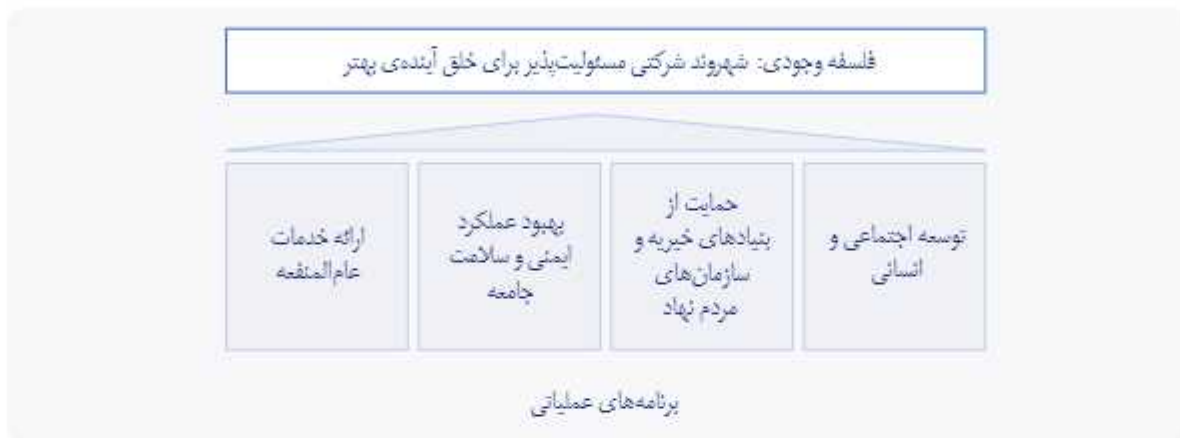 فلسفه وجودی: شهروند شرکتی مسئولیت‌پذیر برای خلق آینده‌ی بهتر
توسعه اجتماعی و
انسانی
حمایت از
بنیادهای خیریه و
سازمان‌های
مردم نهاد
بهبود عملکرد
ایمنی و سلامت
جامعه
ارائه خدمات
عام‌المنفعه
برنامه‌های عملیاتی